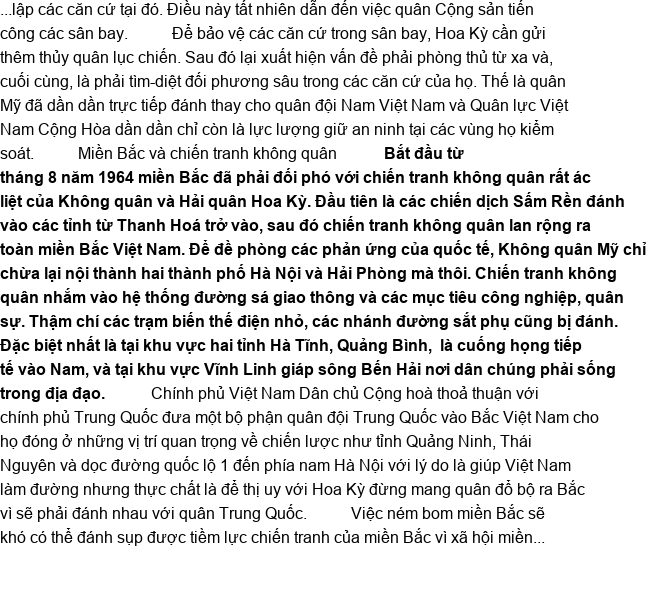 ...lập các căn cứ tại đó. Điều này tất nhiên dẫn đến việc quân Cộng sản tiến
công các sân bay. Để bảo vệ các căn cứ trong sân bay, Hoa Kỳ cần gửi
thêm thủy quân lục chiến. Sau đó lại xuất hiện vấn đề phải phòng thủ từ xa và,
cuối cùng, là phải tìm-diệt đối phương sâu trong các căn cứ của họ. Thế là quân
Mỹ đã dần dần trực tiếp đánh thay cho quân đội Nam Việt Nam và Quân lực Việt
Nam Cộng Hòa dần dần chỉ còn là lực lượng giữ an ninh tại các vùng họ kiểm
soát. Miền Bắc và chiến tranh không quân Bắt đầu từ
tháng 8 năm 1964 miền Bắc đã phải đối phó với chiến tranh không quân rất ác
liệt của Không quân và Hải quân Hoa Kỳ. Đầu tiên là các chiến dịch Sấm Rền đánh
vào các tỉnh từ Thanh Hoá trở vào, sau đó chiến tranh không quân lan rộng ra
toàn miền Bắc Việt Nam. Để đề phòng các phản ứng của quốc tế, Không quân Mỹ chỉ
chừa lại nội thành hai thành phố Hà Nội và Hải Phòng mà thôi. Chiến tranh không
quân nhắm vào hệ thống đường sá giao thông và các mục tiêu công nghiệp, quân
sự. Thậm chí các trạm biến thế điện nhỏ, các nhánh đường sắt phụ cũng bị đánh.
Đặc biệt nhất là tại khu vực hai tỉnh Hà Tĩnh, Quảng Bình, là cuống họng tiếp
tế vào Nam, và tại khu vực Vĩnh Linh giáp sông Bến Hải nơi dân chúng phải sống
trong địa đạo. Chính phủ Việt Nam Dân chủ Cộng hoà thoả thuận với
chính phủ Trung Quốc đưa một bộ phận quân đội Trung Quốc vào Bắc Việt Nam cho
họ đóng ở những vị trí quan trọng về chiến lược như tỉnh Quảng Ninh, Thái
Nguyên và dọc đường quốc lộ 1 đến phía nam Hà Nội với lý do là giúp Việt Nam
làm đường nhưng thực chất là để thị uy với Hoa Kỳ đừng mang quân đổ bộ ra Bắc
vì sẽ phải đánh nhau với quân Trung Quốc. Việc ném bom miền Bắc sẽ
khó có thể đánh sụp được tiềm lực chiến tranh của miền Bắc vì xã hội miền...